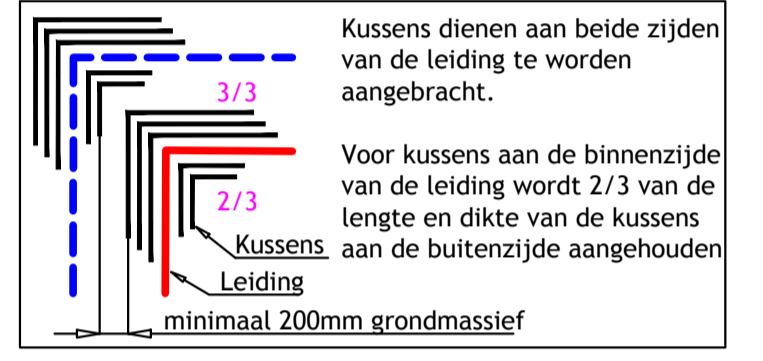 Kussens dienen aan beide zijden
van de leiding te worden
aangebracht.
3/3
Voor kussens aan de binnenzijde
van de leiding wordt 2/3 van de
lengte en dikte van de kussens
aan de buitenzijde aangehouden
2/3
Kussens
Leiding
minimaal 200mm grondmassief